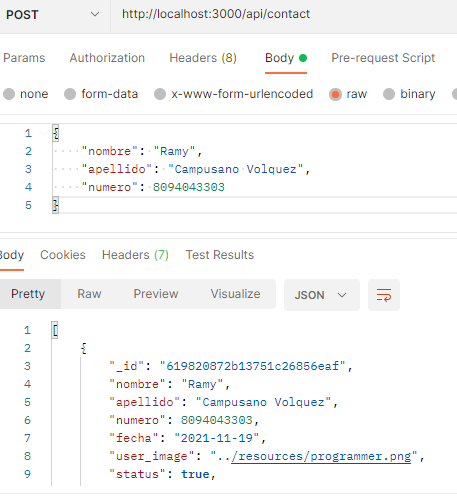 POST http://localhost:3000/api/contact
Params Authorization Headers (8) Body Pre-request Script
none form-data x-www-form-urlencoded raw binary
1 {
2 "nombre": "Ramy",
3 "apellido": "Campusano Volquez",
4 "numero": 8094043303
5 }
Body Cookies Headers (7) Test Results
Pretty Raw Preview Visualize JSON
1 [
2 {
3 "_id": "619820872b13751c26856eaf",
4 "nombre": "Ramy",
5 "apellido": "Campusano Volquez",
6 "numero": 8094043303,
7 "fecha": "2021-11-19",
8 "user_image": "../resources/programmer.png",
9 "status": true,